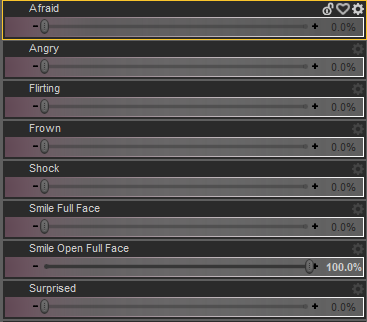 Afraid
- + 0.0%
Angry
- + 0.0%
Flirting
- + 0.0%
Frown
- + 0.0%
Shock
- + 0.0%
Smile Full Face
- + 0.0%
Smile Open Full Face
- + 100.0%
Surprised
- + 0.0%